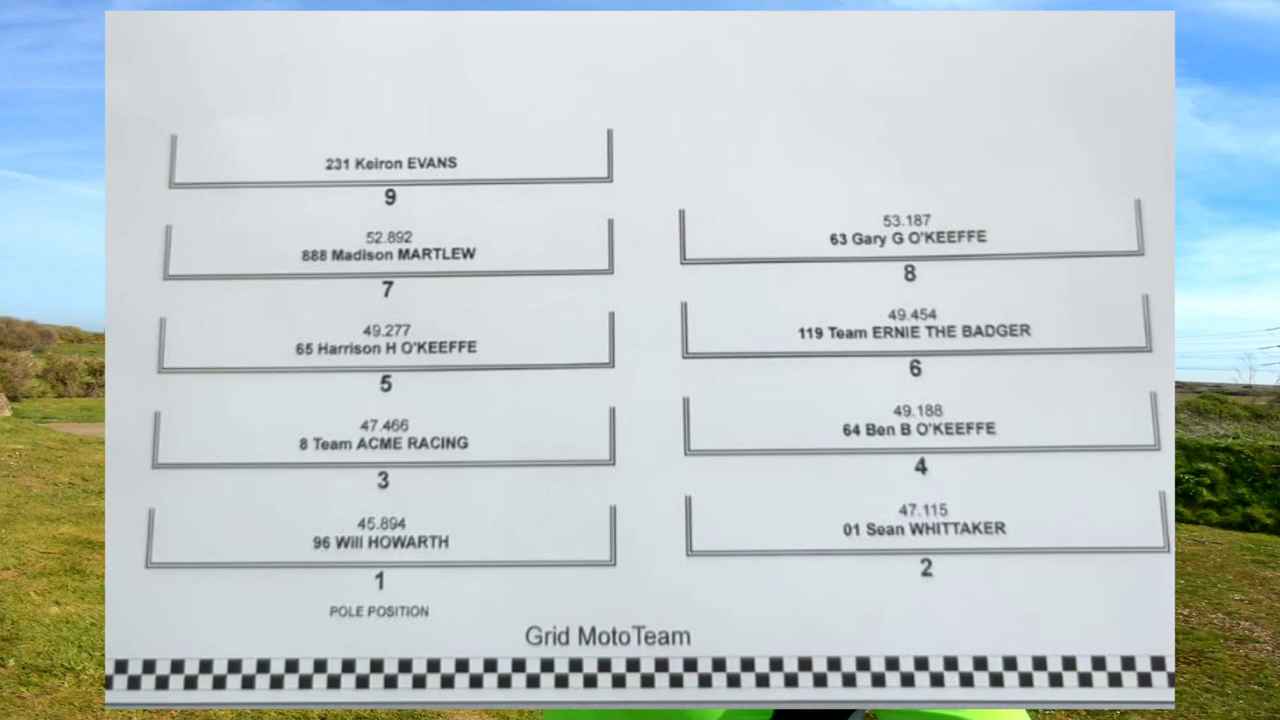 231 Keiron EVANS
9
52.892
888 Madison MARTLEW
7
53.187
63 Gary G O'KEEFFE
8
49.277
65 Harrison H O'KEEFFE
5
49.454
119 Team ERNIE THE BADGER
6
47.466
8 Team ACME RACING
3
49.188
64 Ben B O'KEEFFE
4
45.894
96 Will HOWARTH
1
POLE POSITION
47.115
01 Sean WHITTAKER
2
Grid MotoTeam